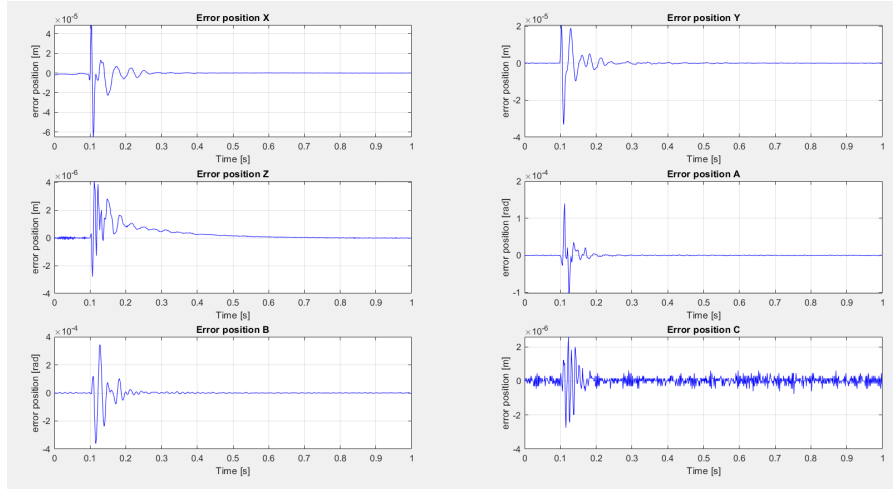 Error position X
×10-5
error position [m]
4
2
0
-2
-4
-6
0 0.1 0.2 0.3 0.4 0.5 0.6 0.7 0.8 0.9 1
Time [s]
Error position Y
×10-5
error position [m]
2
0
-2
-4
0 0.1 0.2 0.3 0.4 0.5 0.6 0.7 0.8 0.9 1
Time [s]
Error position Z
×10-6
error position [m]
4
2
0
-2
-4
0 0.1 0.2 0.3 0.4 0.5 0.6 0.7 0.8 0.9 1
Time [s]
Error position A
×10-4
error position [rad]
2
1
0
-1
0 0.1 0.2 0.3 0.4 0.5 0.6 0.7 0.8 0.9 1
Time [s]
Error position B
×10-4
error position [rad]
4
2
0
-2
-4
0 0.1 0.2 0.3 0.4 0.5 0.6 0.7 0.8 0.9 1
Time [s]
Error position C
×10-6
error position [m]
2
0
-2
-4
0 0.1 0.2 0.3 0.4 0.5 0.6 0.7 0.8 0.9 1
Time [s]